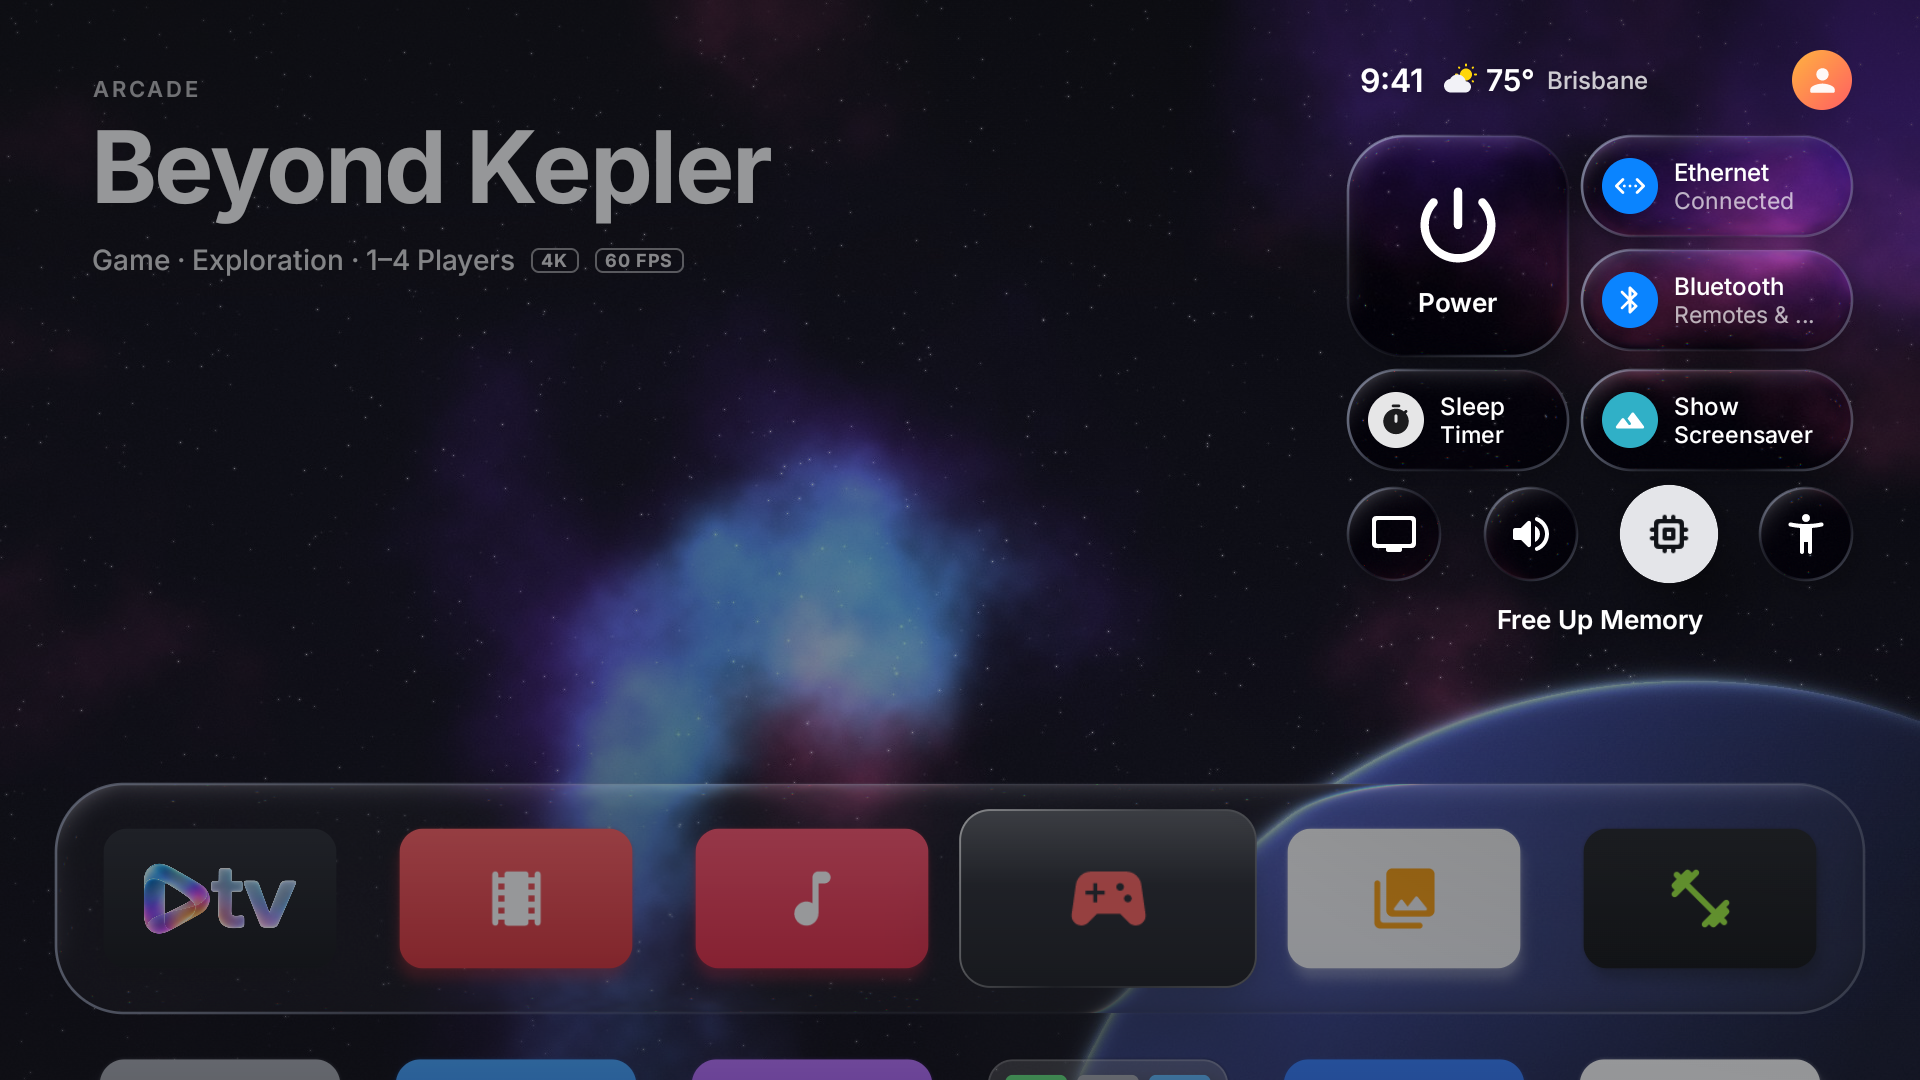 ARCADE
Beyond Kepler
Game · Exploration · 1–4 Players 4K 60 FPS
9:41 75° Brisbane
Power
Ethernet
Connected
Bluetooth
Remotes & ...
Sleep
Timer
Show
Screensaver
Free Up Memory
tv